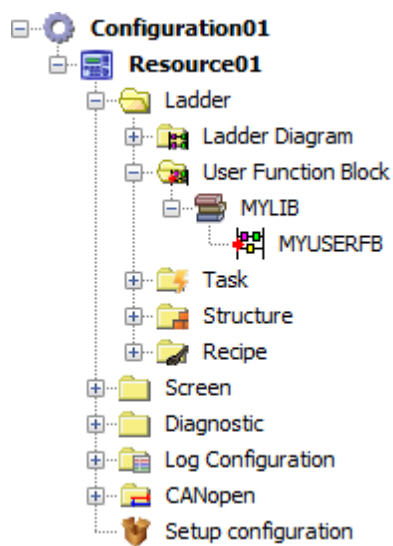 Configuration01
Resource01
Ladder
Ladder Diagram
User Function Block
MYLIB
MYUSERFB
Task
Structure
Recipe
Screen
Diagnostic
Log Configuration
CANopen
Setup configuration